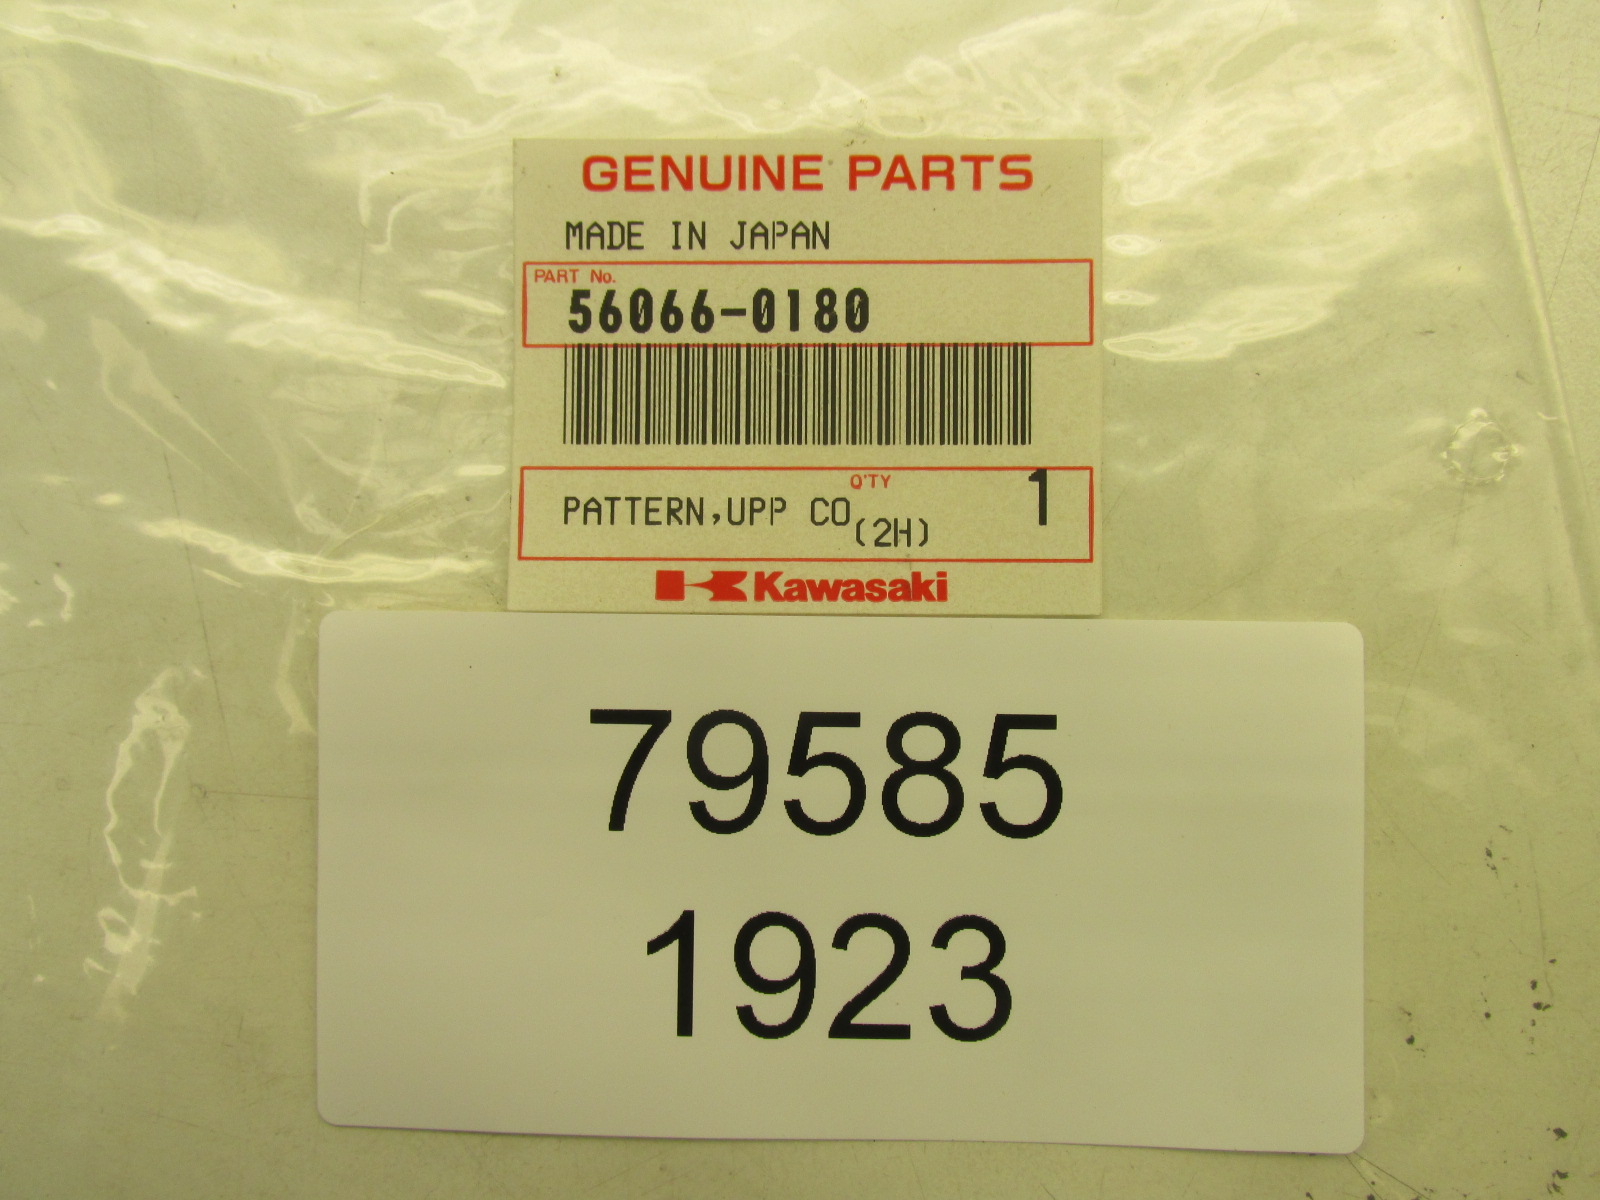 GENUINE PARTS
MADE IN JAPAN
PART No.
56066-0180
Q'TY
PATTERN,UPP CO 1
(2H)
Kawasaki
79585
1923